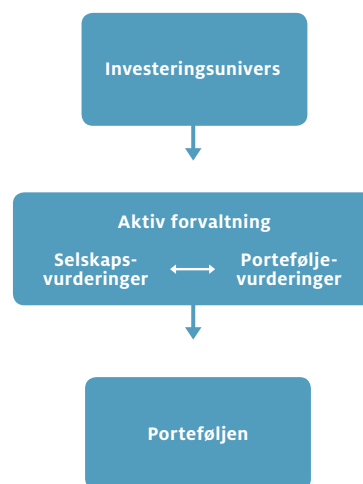 Investeringsunivers
Aktiv forvaltning
Selskaps-
vurderinger
Portefølje-
vurderinger
Porteføljen